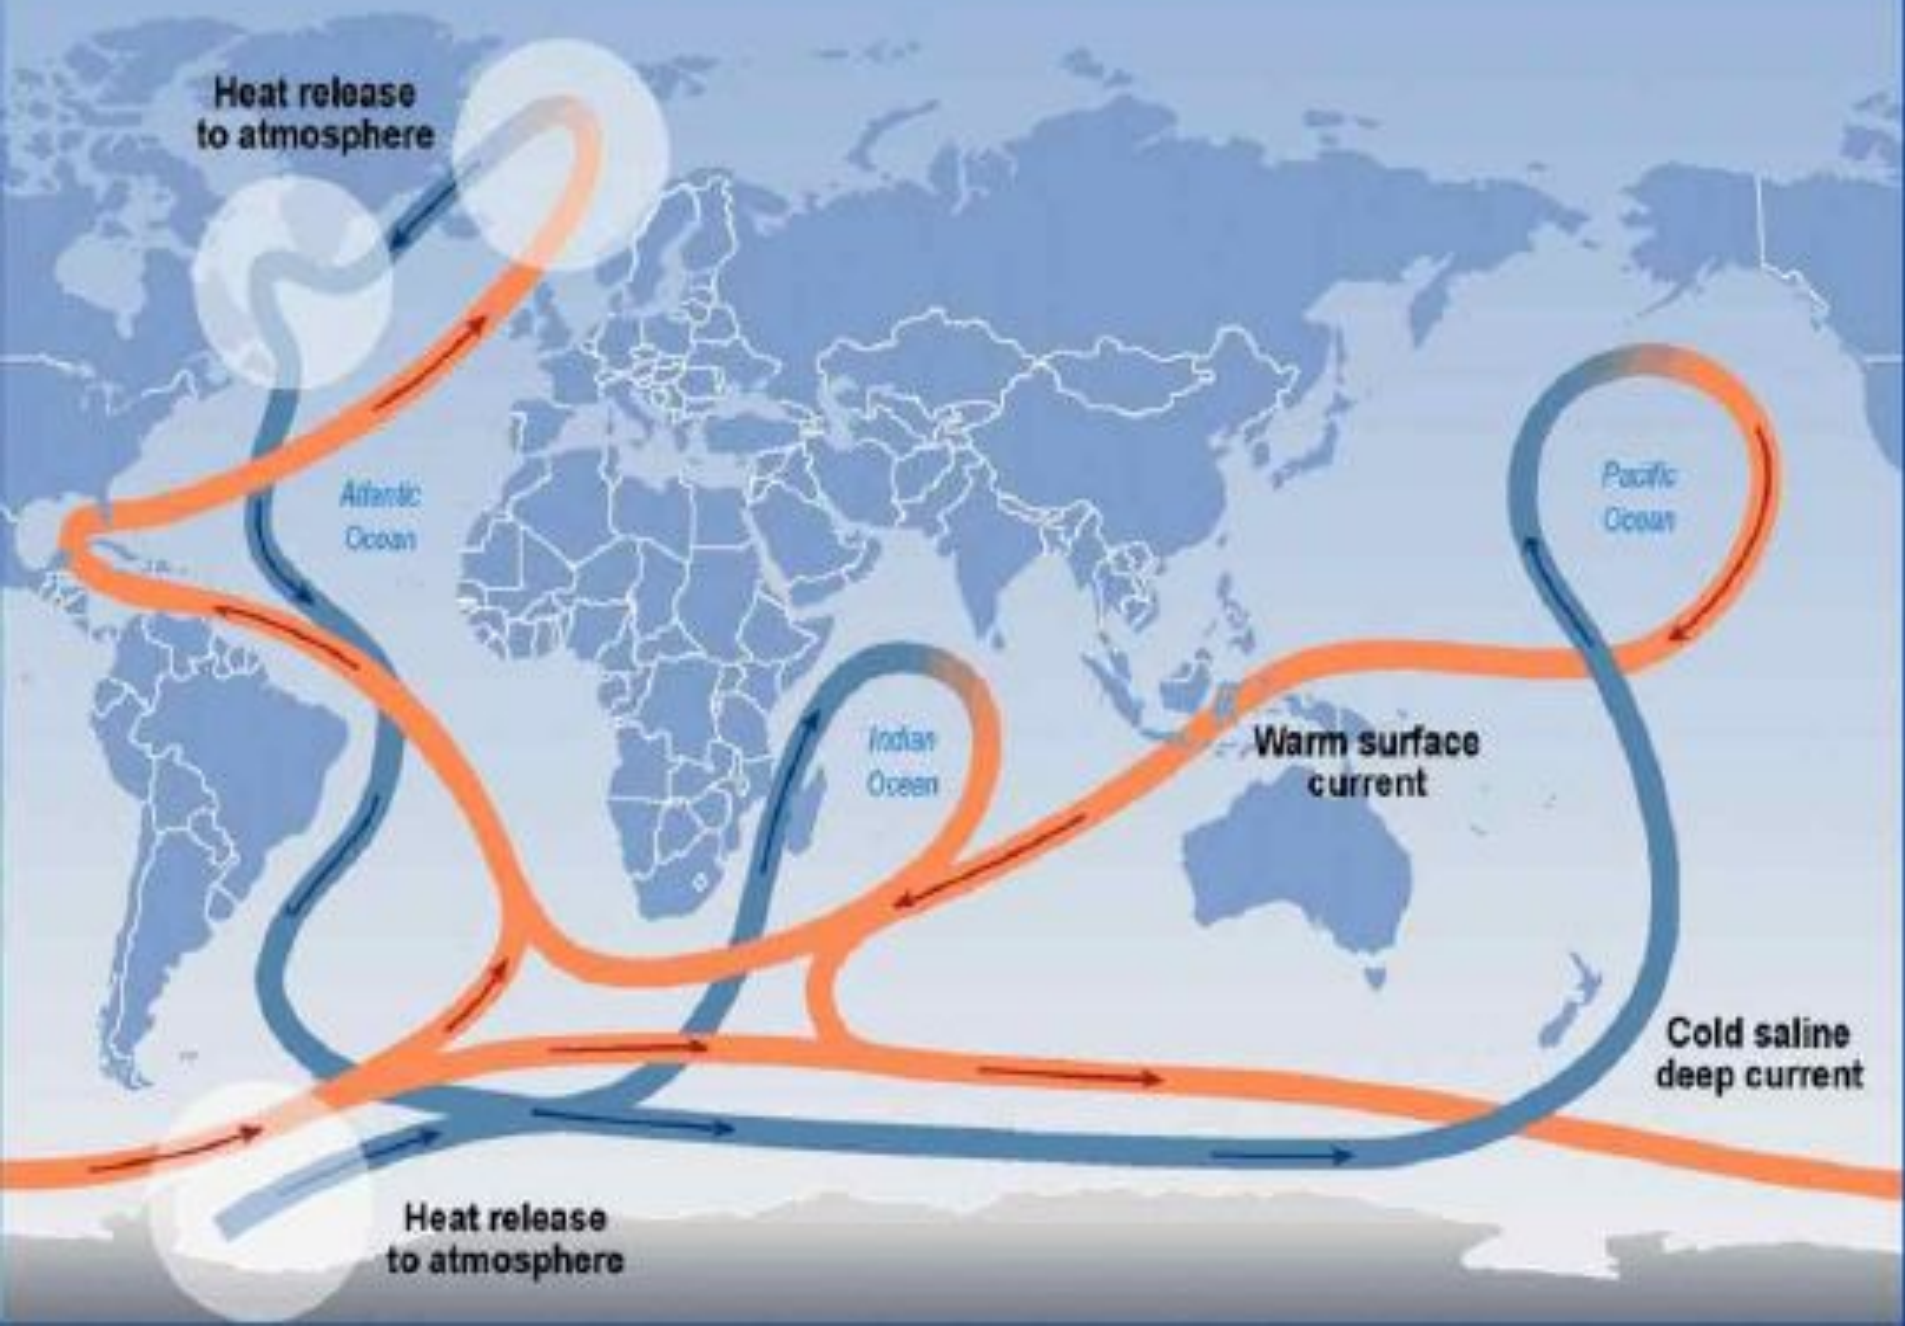 Heat release
to atmosphere
Atlantic
Ocean
Pacific
Ocean
Indian
Ocean
Warm surface
current
Cold saline
deep current
Heat release
to atmosphere